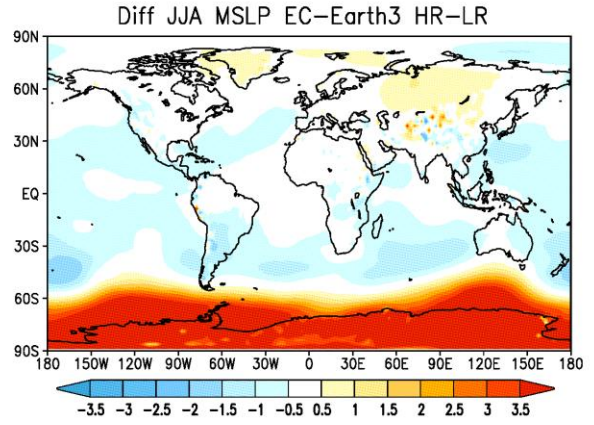 Diff JJA MSLP EC-Earth3 HR-LR
90N
60N
30N
EQ
30S
60S
90S
180 150W 120W 90W 60W 30W 0 30E 60E 90E 120E 150E 180
-3.5 -3 -2.5 -2 -1.5 -1 -0.5 0.5 1 1.5 2 2.5 3 3.5